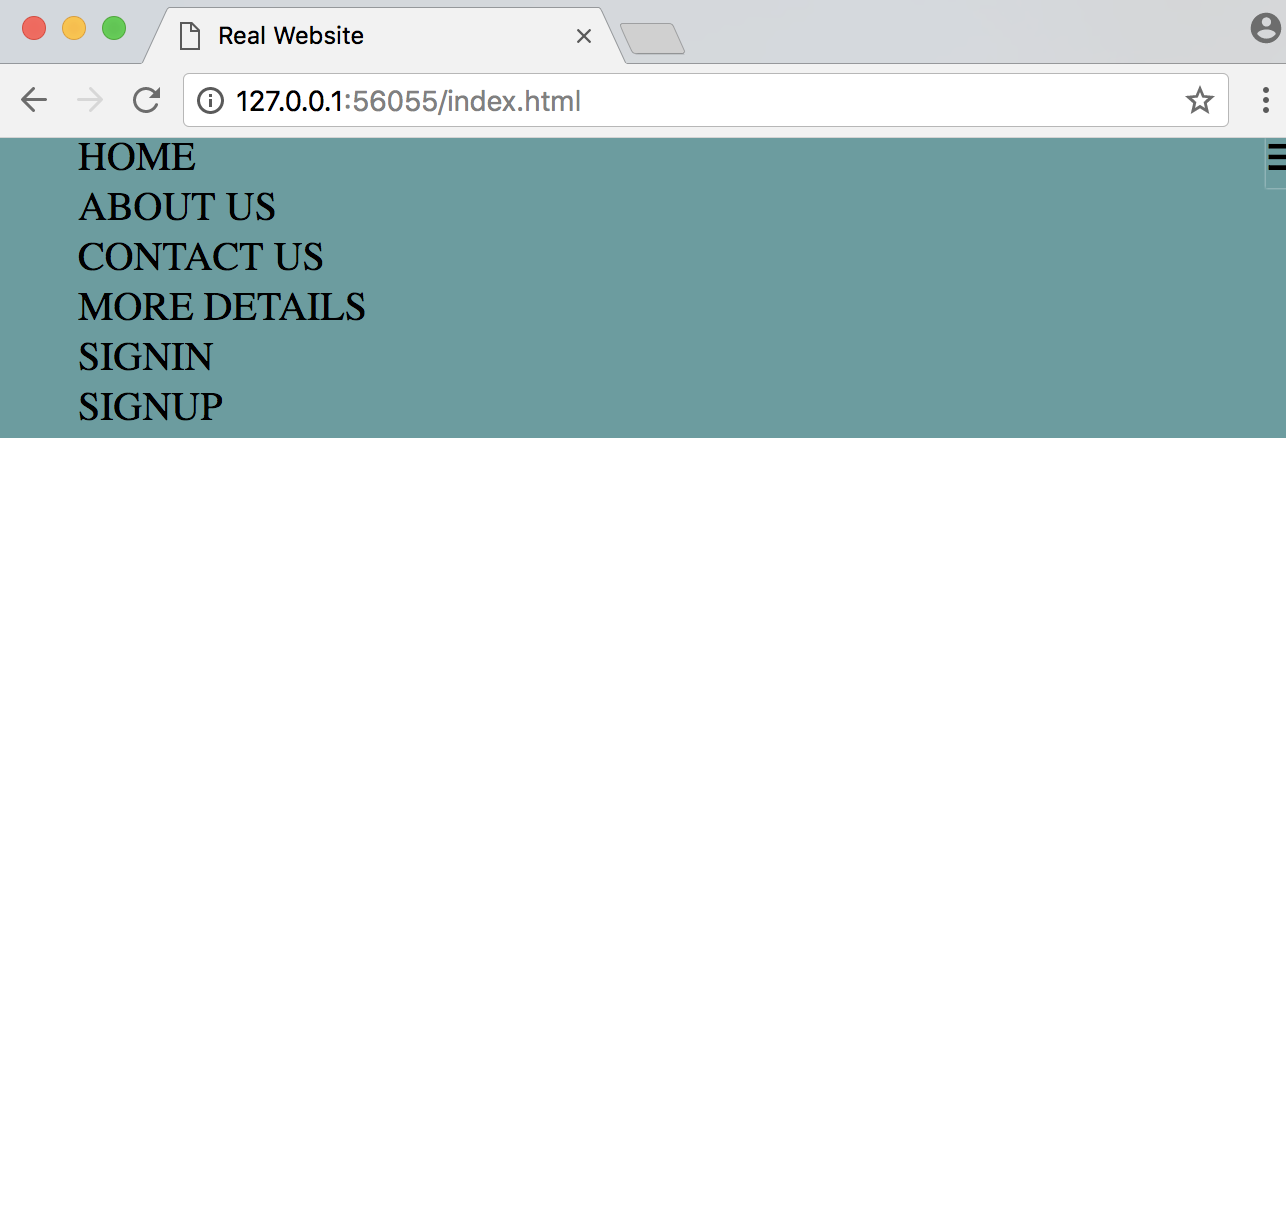 Real Website
127.0.0.1:56055/index.html
HOME
ABOUT US
CONTACT US
MORE DETAILS
SIGNIN
SIGNUP